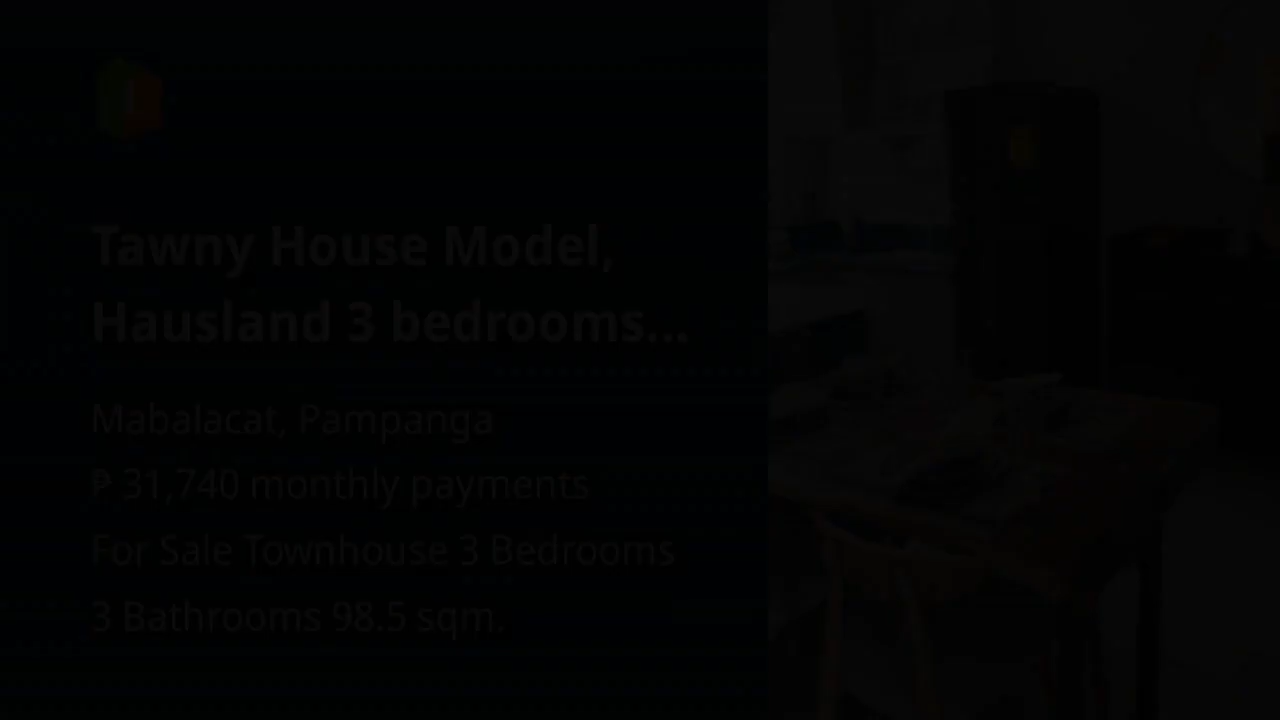 Tawny House Model,
Hausland 3 bedrooms...
Mabalacat, Pampanga
₱ 31,740 monthly payments
For Sale Townhouse 3 Bedrooms
3 Bathrooms 98.5 sqm.